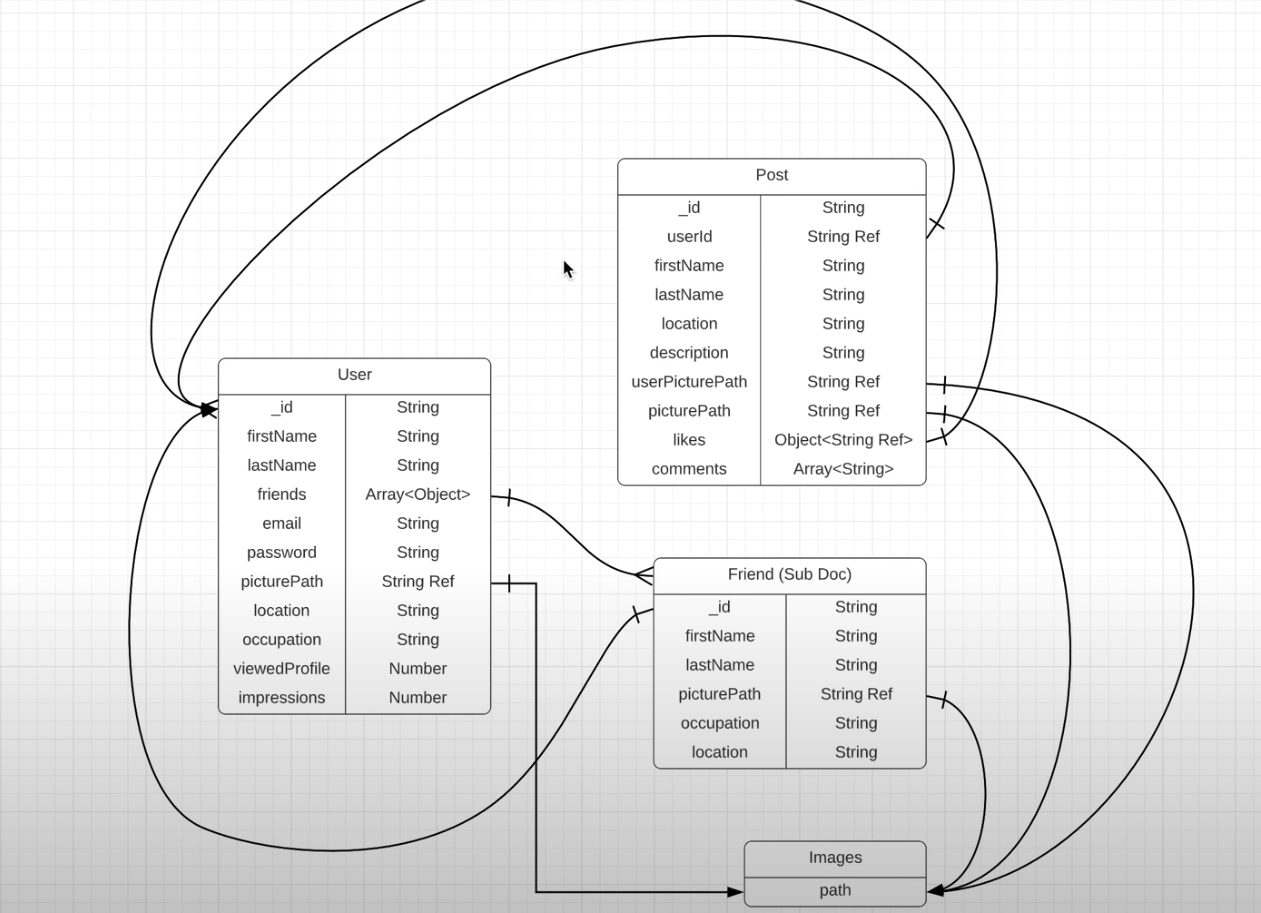 Post
_id String
userId String Ref
firstName String
lastName String
location String
description String
userPicturePath String Ref
picturePath String Ref
likes Object<String Ref>
comments Array<String>
User
_id String
firstName String
lastName String
friends Array<Object>
email String
password String
picturePath String Ref
location String
occupation String
viewedProfile Number
impressions Number
Friend (Sub Doc)
_id String
firstName String
lastName String
picturePath String Ref
occupation String
location String
Images
path